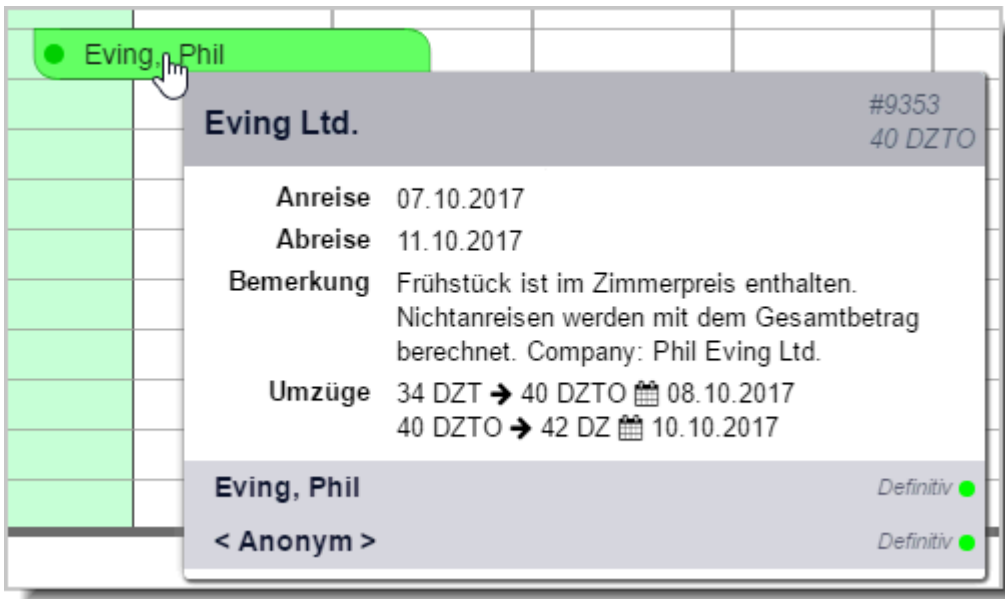 Eving, Phil
Eving Ltd.
#9353
40 DZTO
Anreise 07.10.2017
Abreise 11.10.2017
Bemerkung Frühstück ist im Zimmerpreis enthalten.
Nichtanreisen werden mit dem Gesamtbetrag
berechnet. Company: Phil Eving Ltd.
Umzüge 34 DZT → 40 DZTO 08.10.2017
40 DZTO → 42 DZ 10.10.2017
Eving, Phil Definitiv
< Anonym > Definitiv